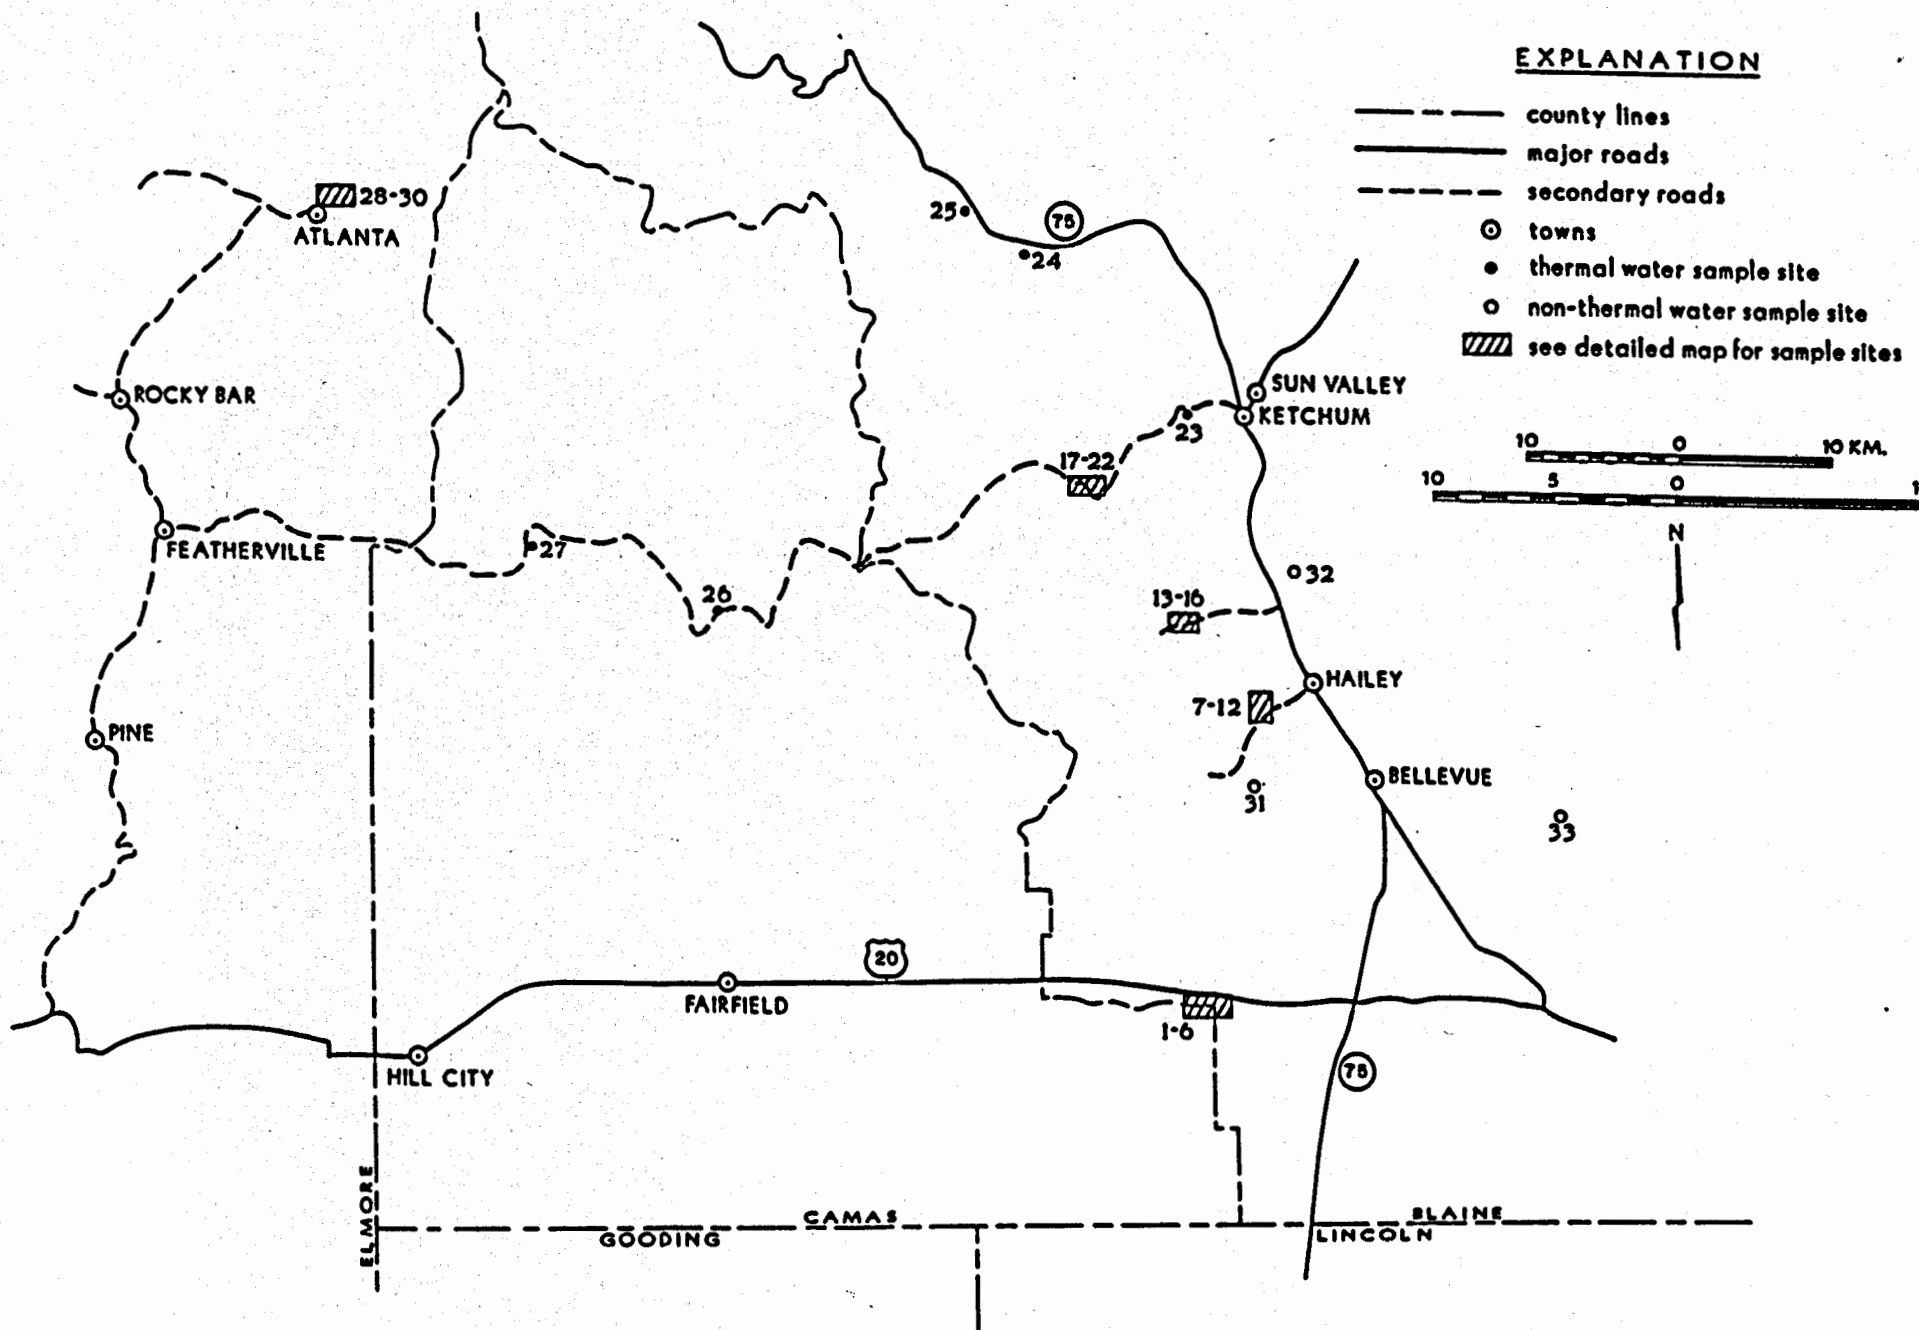 EXPLANATION
county lines
major roads
secondary roads
towns
thermal water sample site
non-thermal water sample site
see detailed map for sample sites
10 0 10 KM.
10 5 0 1
N
28-30
ATLANTA
25
75
24
ROCKY BAR
SUN VALLEY
KETCHUM
23
17-22
FEATHERVILLE
27
26
32
13-16
HAILEY
7-12
PINE
BELLEVUE
31
33
20
FAIRFIELD
1-6
HILL CITY
75
ELMORE
CAMAS
GOODING
BLAINE
LINCOLN